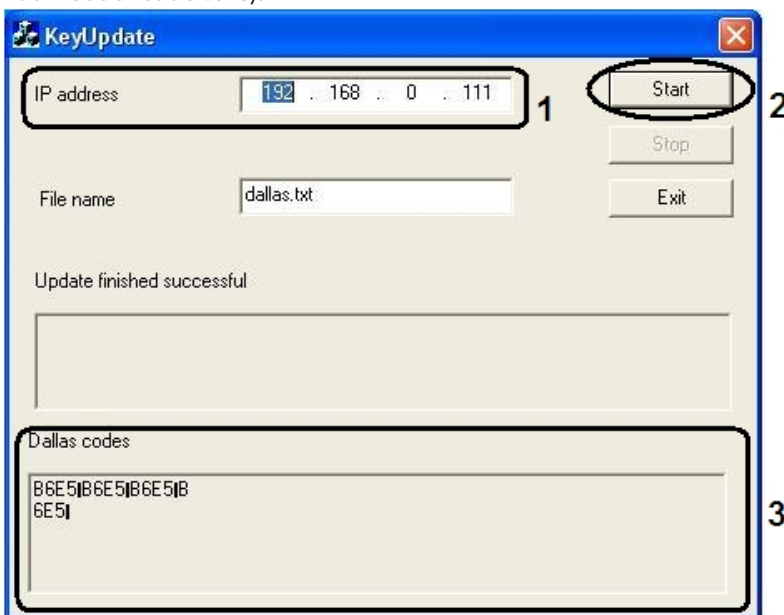 KeyUpdate
IP address 192 . 168 . 0 . 111
1
Start
2
Stop
File name dallas.txt
Exit
Update finished successful
Dallas codes
B6E5|B6E5|B6E5|B
6E5|
3